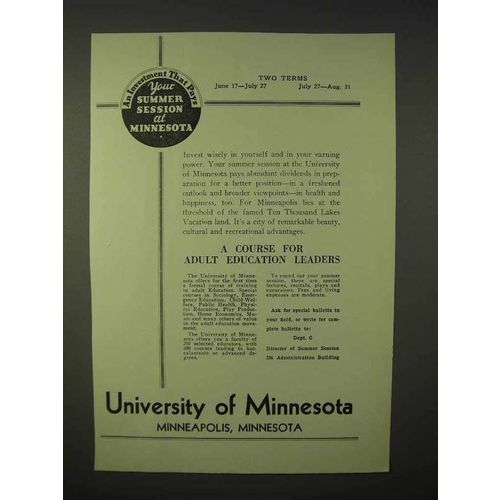 An Investment That Pays
Your
SUMMER
SESSION
at
MINNESOTA
TWO TERMS
June 17—July 27 July 27—Aug. 31
Invest wisely in yourself and in your earning
power. Your summer session at the University
of Minnesota pays abundant dividends in prep-
aration for a better position—in a freshened
outlook and broader viewpoints—in health and
happiness, too. For Minneapolis lies at the
threshold of the famed Ten Thousand Lakes
Vacation land. It's a city of remarkable beauty,
cultural and recreational advantages.
A COURSE FOR
ADULT EDUCATION LEADERS
The University of Minne-
sota offers for the first time
a formal course of training
in adult Education. Special
courses in Sociology, Emer-
gency Education, Child Wel-
fare, Public Health, Physi-
cal Education, Play Produc-
tion, Home Economics, Mu-
sic and many others of value
in the adult education move-
ment.
The University of Minne-
sota offers you a faculty of
250 selected educators, with
600 courses leading to bac-
calaureate or advanced de-
grees.
To round out your summer
session, there are special
lectures, recitals, plays and
excursions. Fees and living
expenses are moderate.
Ask for special bulletin in
your field, or write for com-
plete bulletin to:
Dept. G
Director of Summer Session
Administration Building
University of Minnesota
MINNEAPOLIS, MINNESOTA